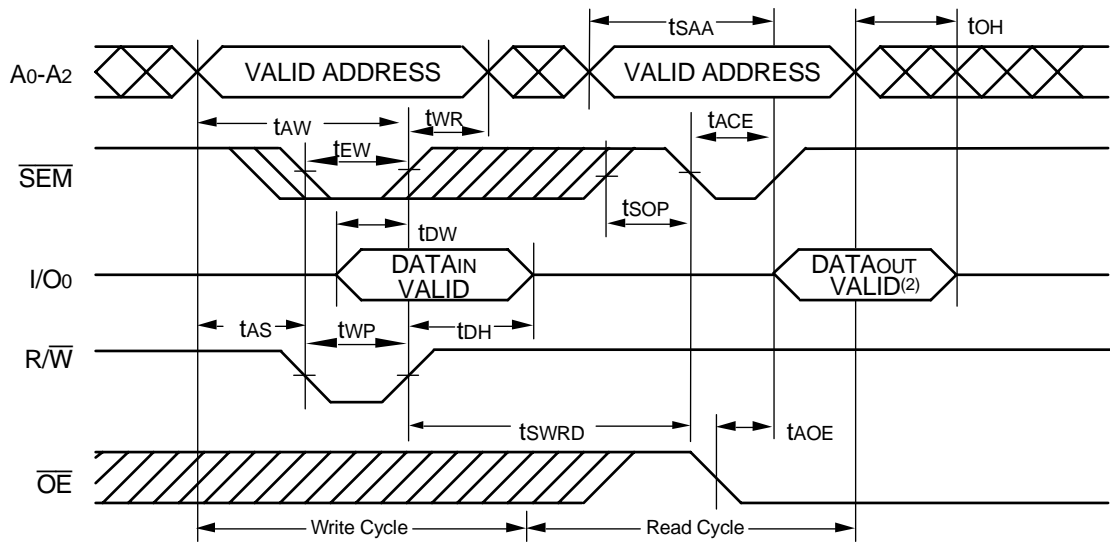 tSAA
tOH
A0-A2
VALID ADDRESS
VALID ADDRESS
tAW
tWR
tACE
tEW
SEM
tSOP
tDW
I/O0
DATAIN
VALID
DATAOUT
VALID(2)
tAS
tWP
tDH
R/W
tSWRD
tAOE
OE
Write Cycle
Read Cycle